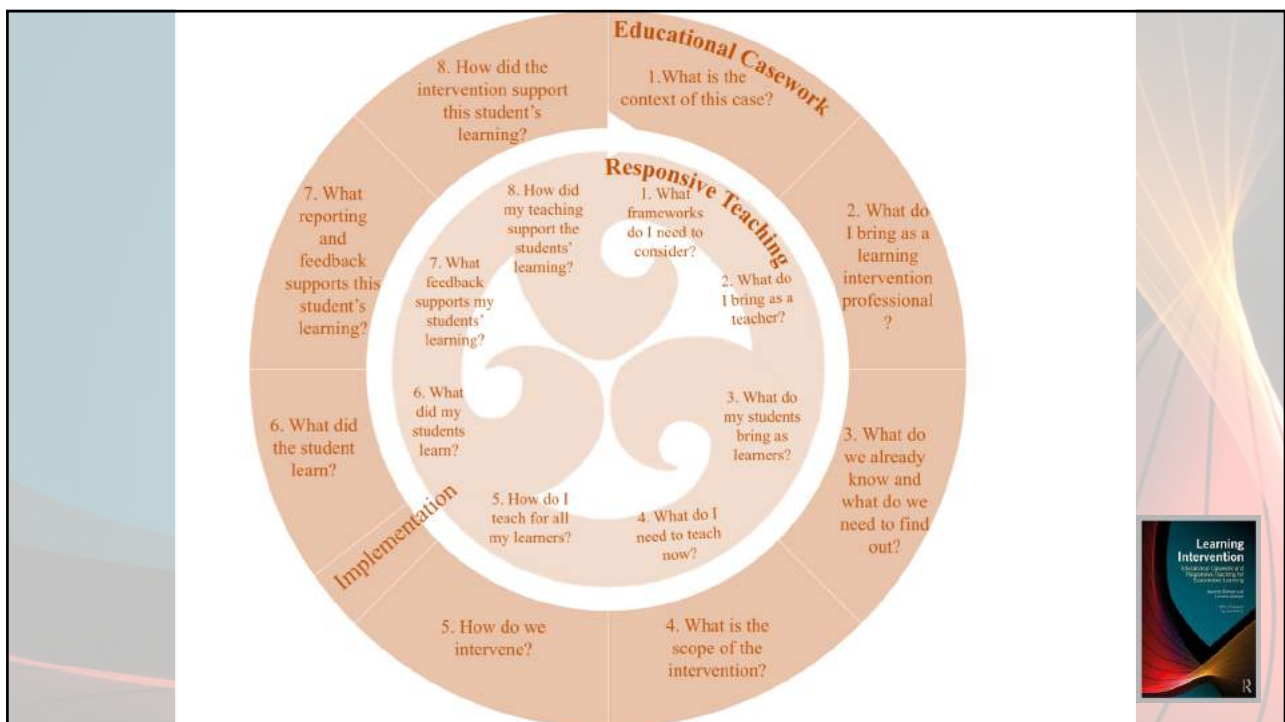 Educational Casework
1.What is the
context of this case?
2. What do
I bring as a
learning
intervention
professional
?
3. What do
we already
know and
what do we
need to find
out?
4. What is the
scope of the
intervention?
5. How do we
intervene?
Implementation
6. What did
the student
learn?
7. What
reporting
and
feedback
supports this
student's
learning?
8. How did the
intervention support
this student's
learning?
Responsive Teaching
1. What
frameworks
do I need to
consider?
2. What do
I bring as a
teacher?
3. What do
my students
bring as
learners?
4. What do I
need to teach
now?
5. How do I
teach for all
my learners?
6. What
did my
students
learn?
7. What
feedback
supports my
students'
learning?
8. How did
my teaching
support the
students'
learning?
Learning
Intervention
Educational Casework and
Responsive Teaching for
R